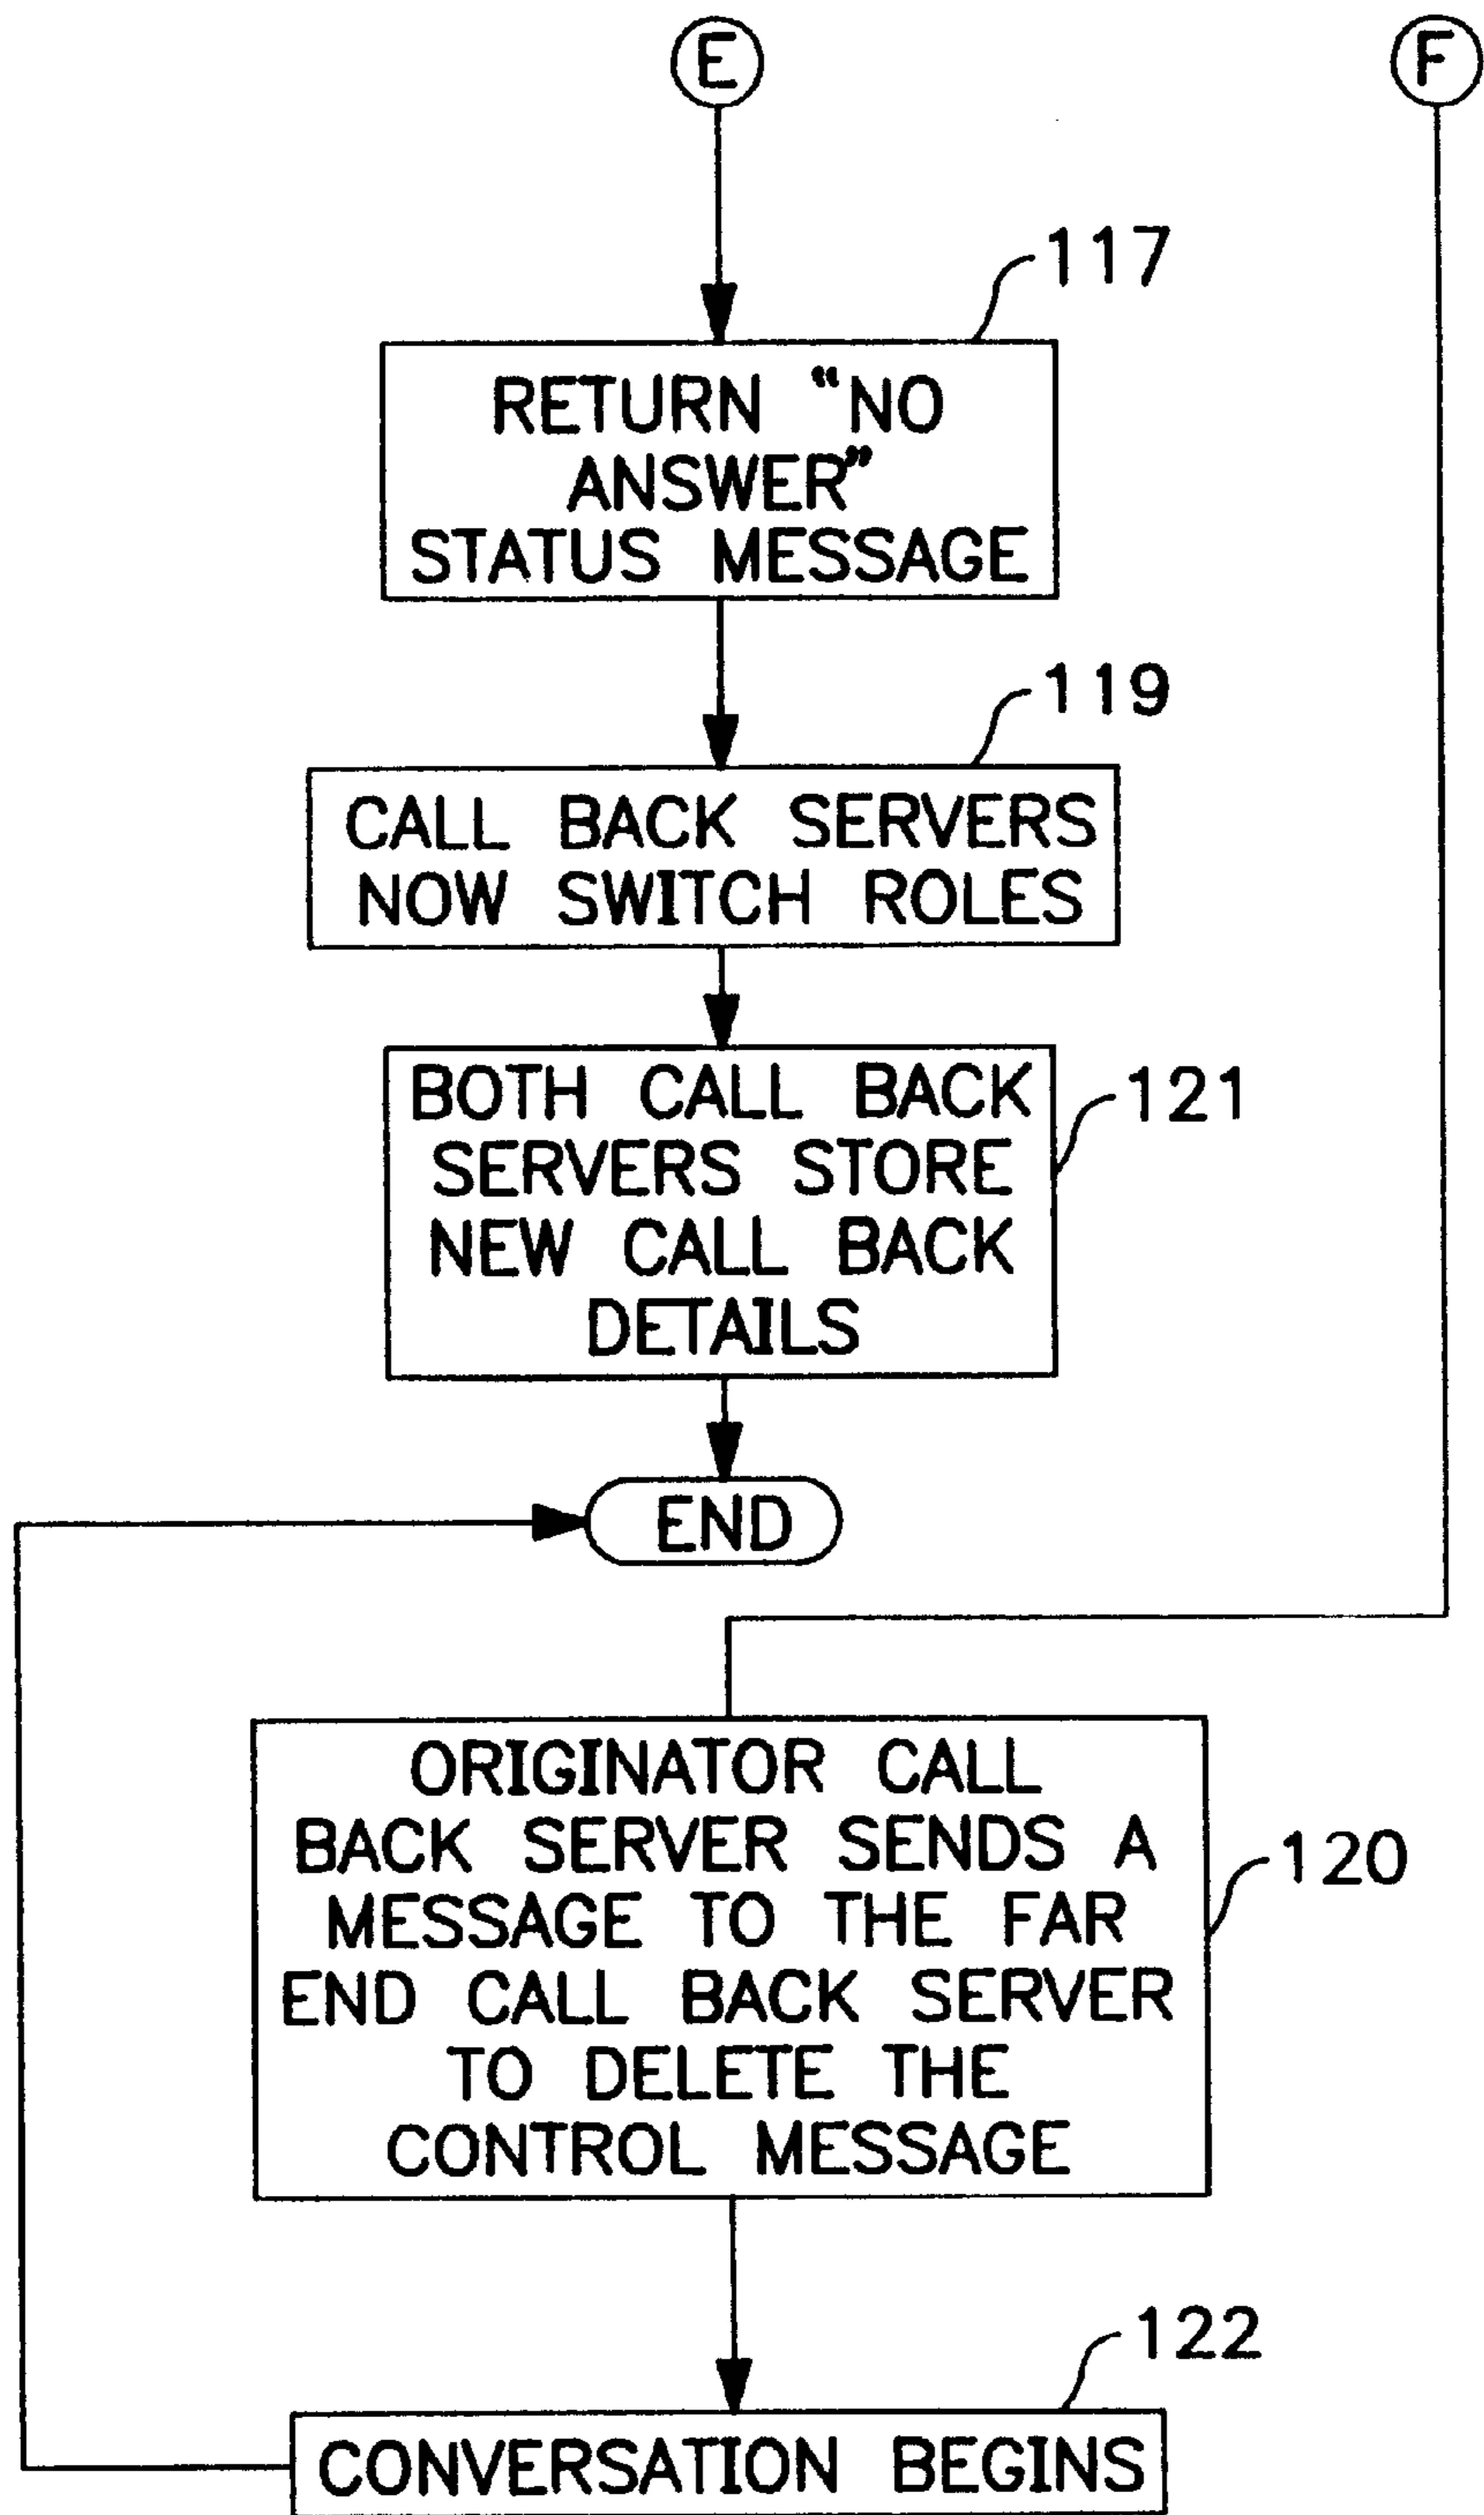 E
F
117
RETURN “NO
ANSWER”
STATUS MESSAGE
119
CALL BACK SERVERS
NOW SWITCH ROLES
BOTH CALL BACK
SERVERS STORE
NEW CALL BACK
DETAILS
121
END
ORIGINATOR CALL
BACK SERVER SENDS A
MESSAGE TO THE FAR
END CALL BACK SERVER
TO DELETE THE
CONTROL MESSAGE
120
122
CONVERSATION BEGINS